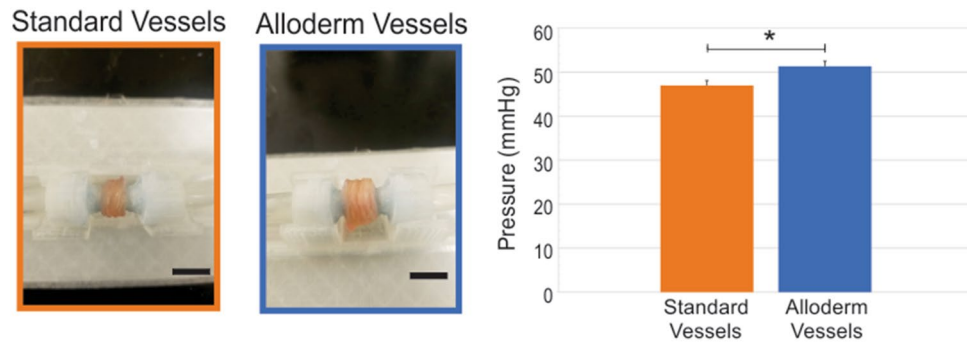 Standard Vessels
Alloderm Vessels
*
60
50
40
30
20
10
0
Pressure (mmHg)
Standard
Vessels
Alloderm
Vessels